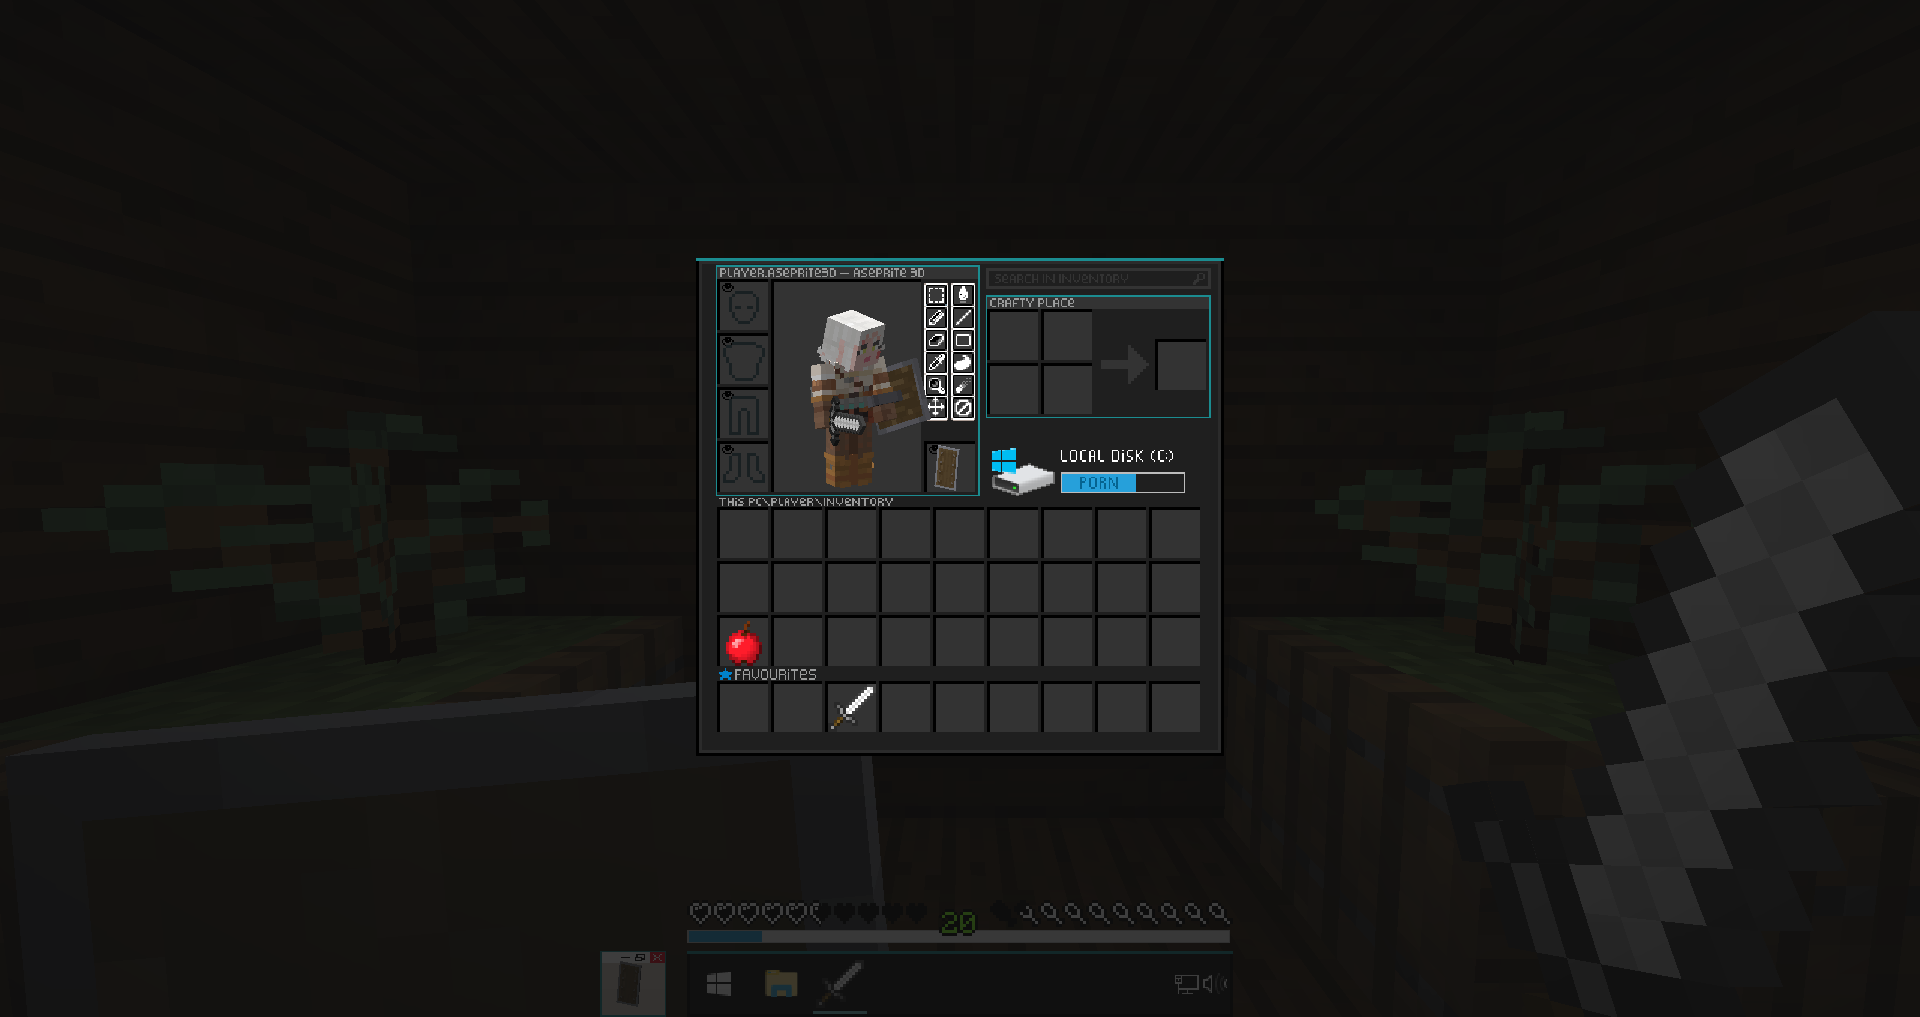 PLAYER.ASEPRITE3D — ASEPRITE 3D
SEARCH IN INVENTORY
CRAFTY PLACE
LOCAL DISK (C:)
PORN
THIS PC\PLAYER\INVENTORY
FAVOURITES
20